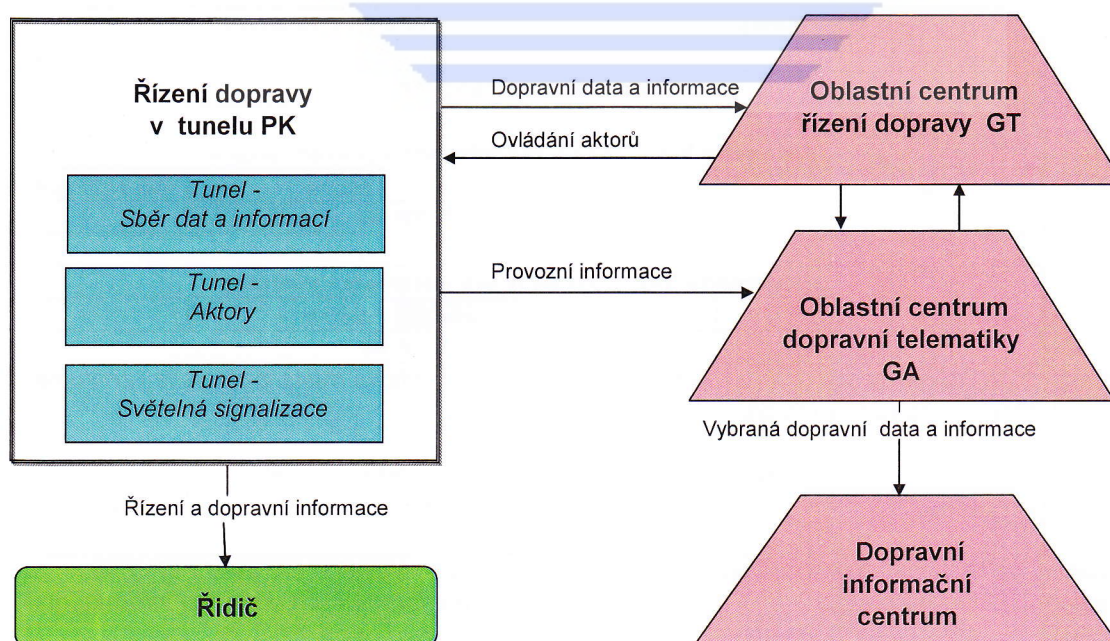 Řízení dopravy
v tunelu PK
Tunel -
Sběr dat a informací
Tunel -
Aktory
Tunel -
Světelná signalizace
Dopravní data a informace
Ovládání aktorů
Provozní informace
Oblastní centrum
řízení dopravy GT
Oblastní centrum
dopravní telematiky
GA
Vybraná dopravní data a informace
Řízení a dopravní informace
Řidič
Dopravní
informační
centrum